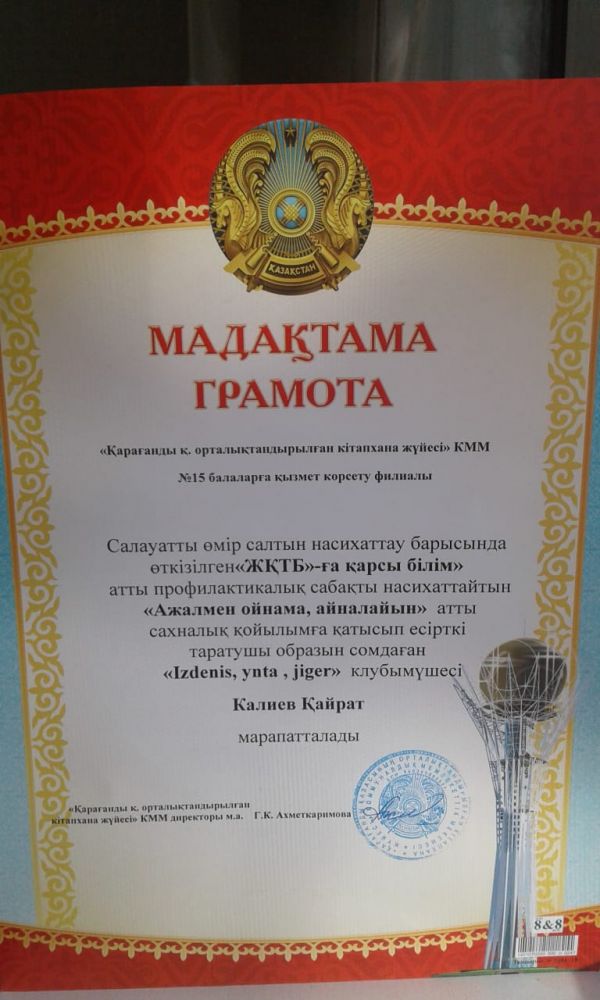 ҚАЗАҚСТАН
МАДАҚТАМА
ГРАМОТА
«Қарағанды қ. орталықтандырылған кітапхана жүйесі» КММ
№15 балаларға қызмет көрсету филиалы
Салауатты өмір салтын насихаттау барысында
өткізілген«ЖҚТБ»-ға қарсы білім»
атты профилактикалық сабақты насихаттайтын
«Ажалмен ойнама, айналайын» атты
сахналық қойылымға қатысып есірткі
таратушы образын сомдаған
«Izdenis, ynta , jiger» клубымүшесі
Калиев Қайрат
марапатталады
«Қарағанды қ. орталықтандырылған
кітапхана жүйесі» КММ директоры м.а. Г.К. Ахметкаримова
8&8